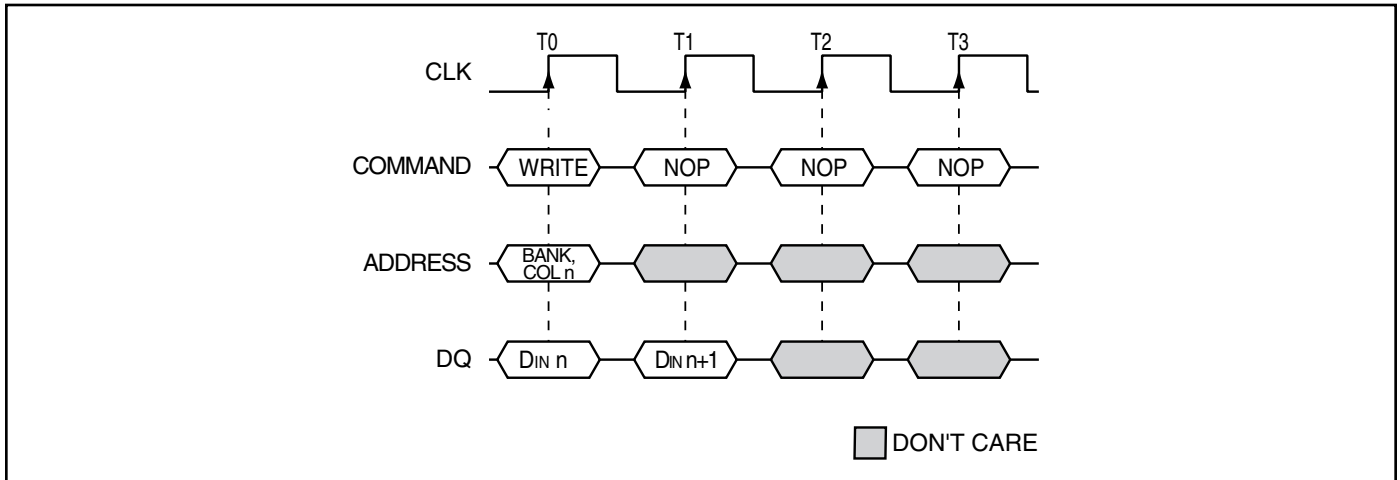 T0 T1 T2 T3
CLK
COMMAND WRITE NOP NOP NOP
ADDRESS BANK,
COL n
DQ DIN n DIN n+1
DON'T CARE